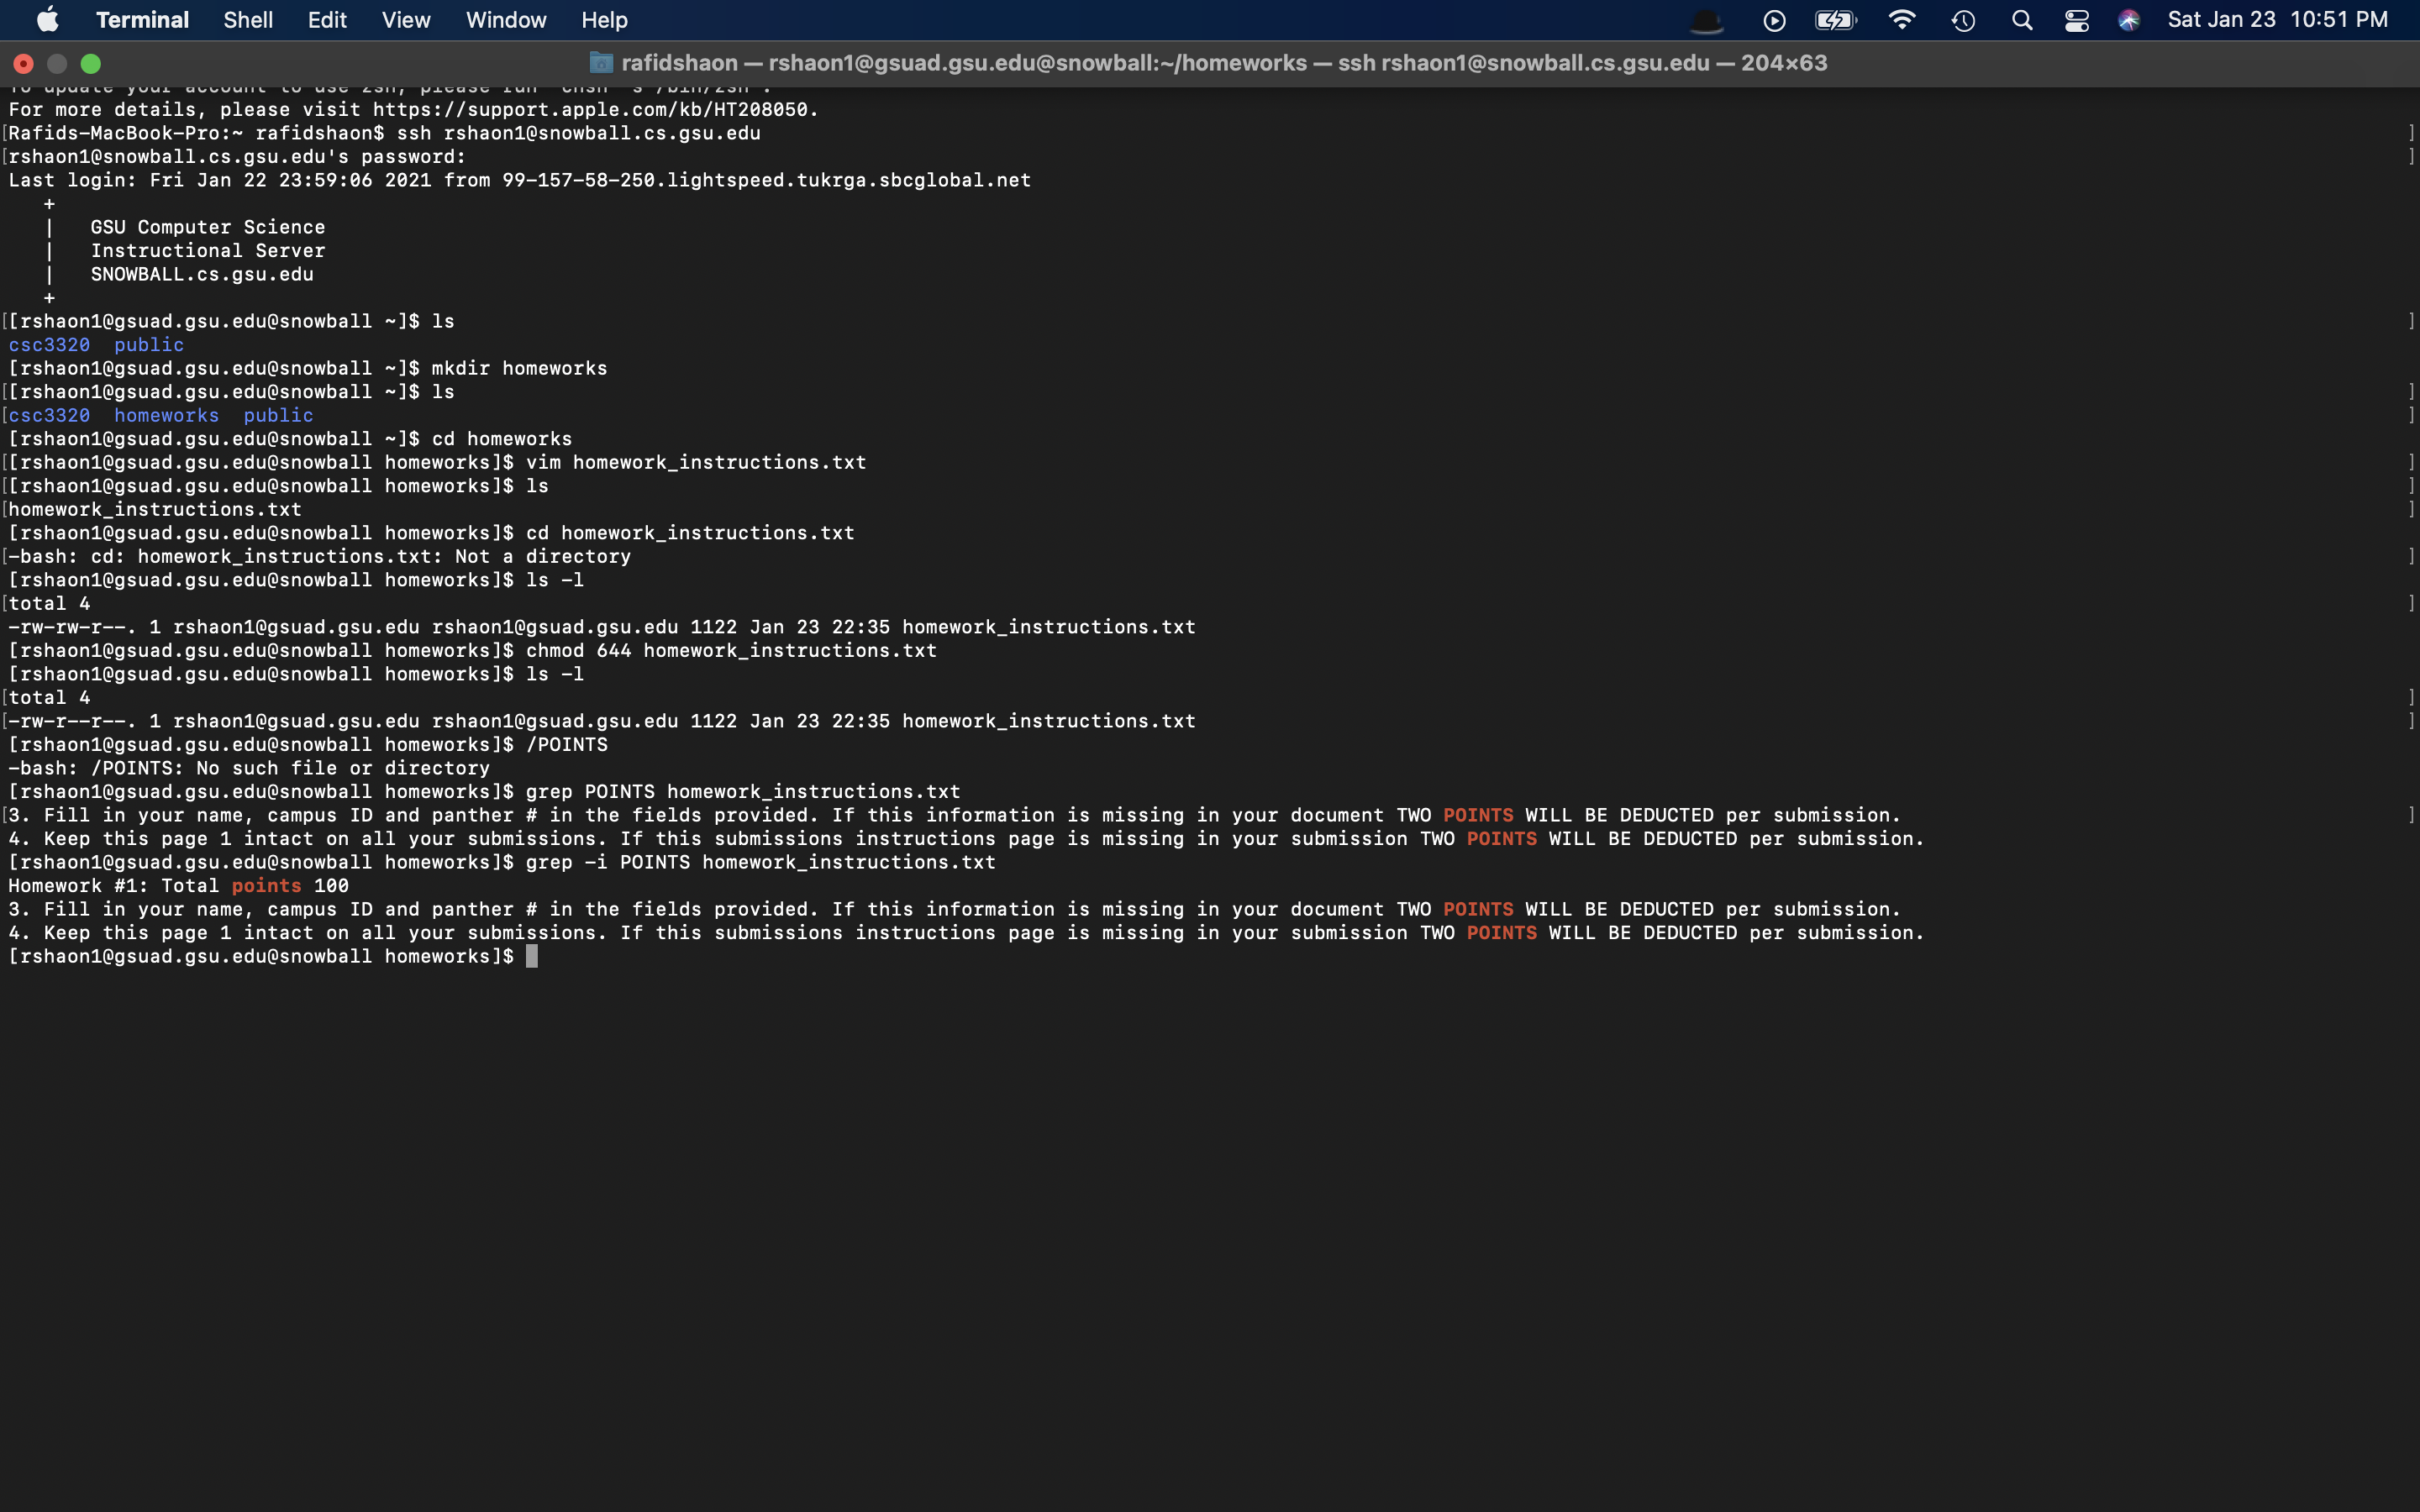 Terminal Shell Edit View Window Help Sat Jan 23 10:51 PM
rafidshaon — rshaon1@gsuad.gsu.edu@snowball:~/homeworks — ssh rshaon1@snowball.cs.gsu.edu — 204×63
To update your account to use zsh, please run `chsh -s /bin/zsh`.
For more details, please visit https://support.apple.com/kb/HT208050.
[Rafids-MacBook-Pro:~ rafidshaon$ ssh rshaon1@snowball.cs.gsu.edu ]
[rshaon1@snowball.cs.gsu.edu's password: ]
Last login: Fri Jan 22 23:59:06 2021 from 99-157-58-250.lightspeed.tukrga.sbcglobal.net
+
| GSU Computer Science
| Instructional Server
| SNOWBALL.cs.gsu.edu
+
[[rshaon1@gsuad.gsu.edu@snowball ~]$ ls ]
csc3320 public
[rshaon1@gsuad.gsu.edu@snowball ~]$ mkdir homeworks
[[rshaon1@gsuad.gsu.edu@snowball ~]$ ls ]
[csc3320 homeworks public ]
[rshaon1@gsuad.gsu.edu@snowball ~]$ cd homeworks
[[rshaon1@gsuad.gsu.edu@snowball homeworks]$ vim homework_instructions.txt ]
[[rshaon1@gsuad.gsu.edu@snowball homeworks]$ ls ]
[homework_instructions.txt ]
[rshaon1@gsuad.gsu.edu@snowball homeworks]$ cd homework_instructions.txt
[-bash: cd: homework_instructions.txt: Not a directory ]
[rshaon1@gsuad.gsu.edu@snowball homeworks]$ ls -l
[total 4 ]
-rw-rw-r--. 1 rshaon1@gsuad.gsu.edu rshaon1@gsuad.gsu.edu 1122 Jan 23 22:35 homework_instructions.txt
[rshaon1@gsuad.gsu.edu@snowball homeworks]$ chmod 644 homework_instructions.txt
[rshaon1@gsuad.gsu.edu@snowball homeworks]$ ls -l
[total 4 ]
[-rw-r--r--. 1 rshaon1@gsuad.gsu.edu rshaon1@gsuad.gsu.edu 1122 Jan 23 22:35 homework_instructions.txt ]
[rshaon1@gsuad.gsu.edu@snowball homeworks]$ /POINTS
-bash: /POINTS: No such file or directory
[rshaon1@gsuad.gsu.edu@snowball homeworks]$ grep POINTS homework_instructions.txt
[3. Fill in your name, campus ID and panther # in the fields provided. If this information is missing in your document TWO POINTS WILL BE DEDUCTED per submission. ]
4. Keep this page 1 intact on all your submissions. If this submissions instructions page is missing in your submission TWO POINTS WILL BE DEDUCTED per submission.
[rshaon1@gsuad.gsu.edu@snowball homeworks]$ grep -i POINTS homework_instructions.txt
Homework #1: Total points 100
3. Fill in your name, campus ID and panther # in the fields provided. If this information is missing in your document TWO POINTS WILL BE DEDUCTED per submission.
4. Keep this page 1 intact on all your submissions. If this submissions instructions page is missing in your submission TWO POINTS WILL BE DEDUCTED per submission.
[rshaon1@gsuad.gsu.edu@snowball homeworks]$